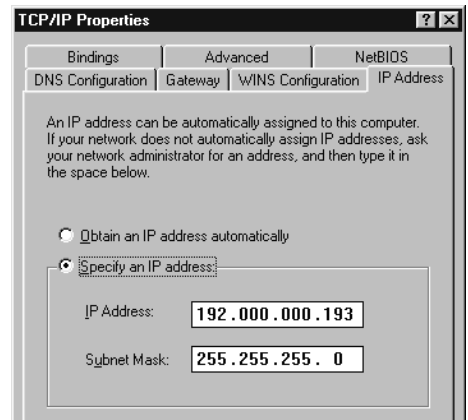 TCP/IP Properties ? ×
Bindings Advanced NetBIOS
DNS Configuration Gateway WINS Configuration IP Address
An IP address can be automatically assigned to this computer.
If your network does not automatically assign IP addresses, ask
your network administrator for an address, and then type it in
the space below.
Obtain an IP address automatically
Specify an IP address:
IP Address: 192.000.000.193
Subnet Mask: 255.255.255. 0